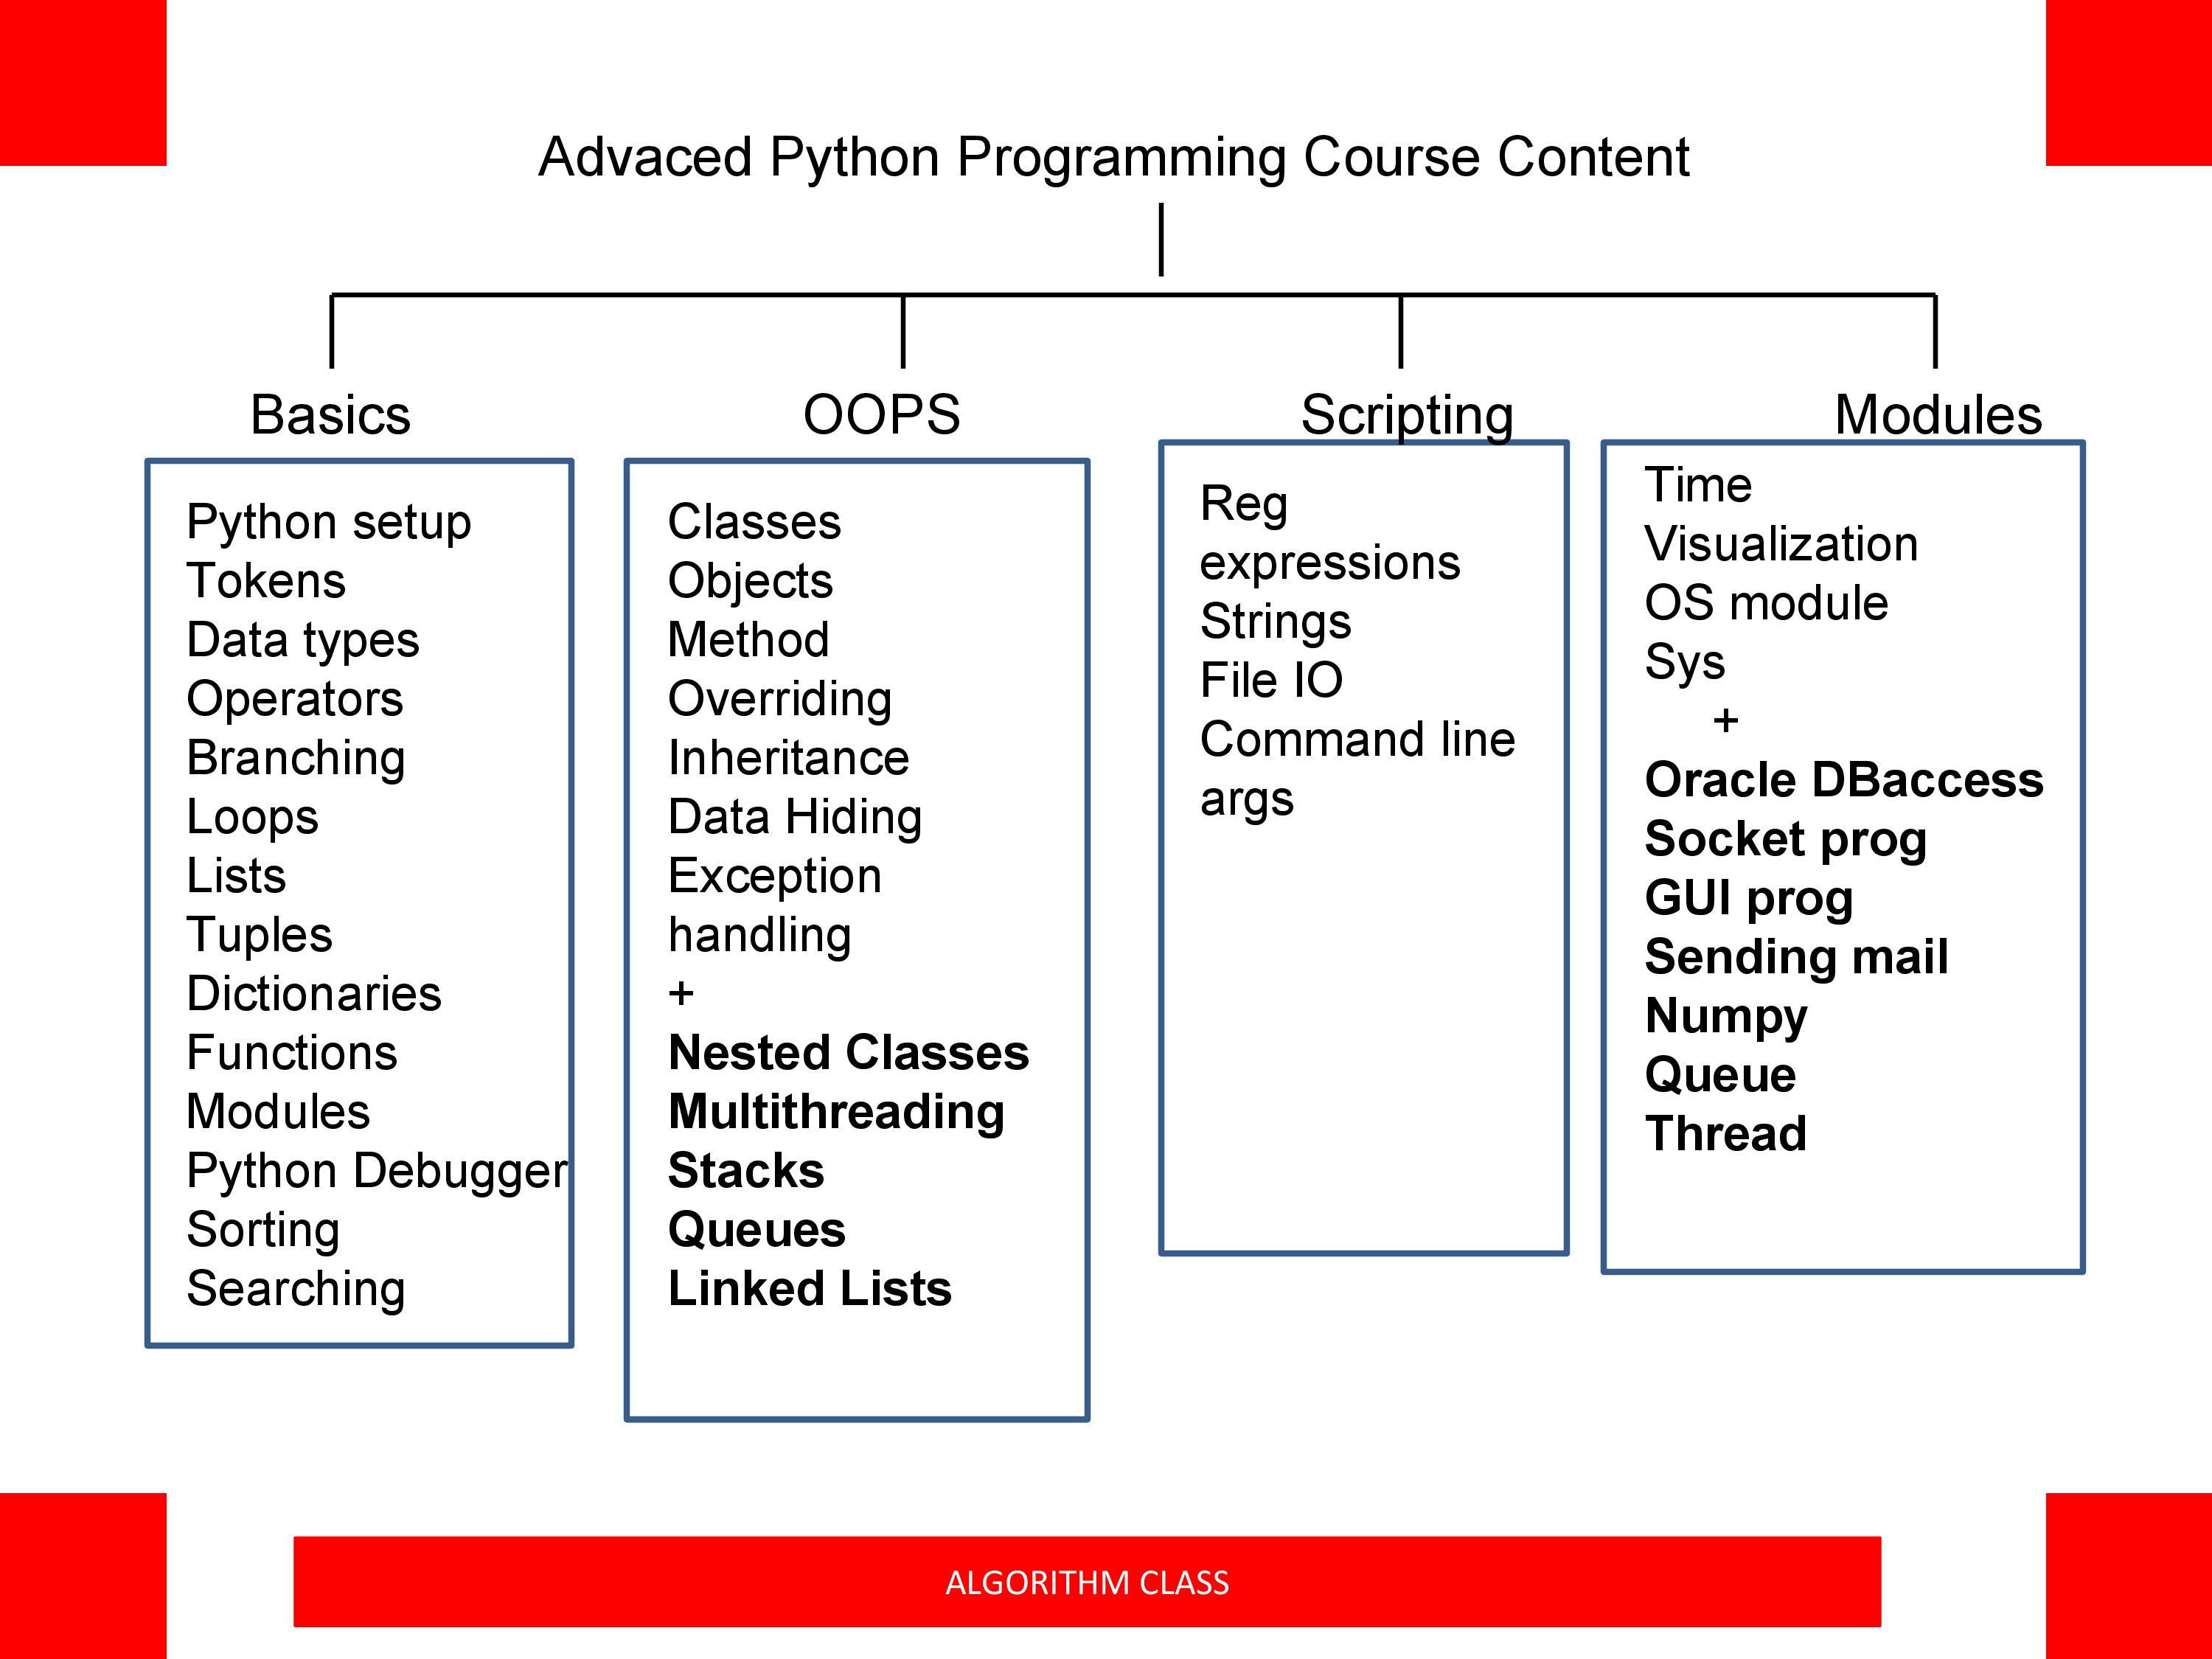 Advaced Python Programming Course Content
Basics
Python setup
Tokens
Data types
Operators
Branching
Loops
Lists
Tuples
Dictionaries
Functions
Modules
Python Debugger
Sorting
Searching
OOPS
Classes
Objects
Method
Overriding
Inheritance
Data Hiding
Exception
handling
+
Nested Classes
Multithreading
Stacks
Queues
Linked Lists
Scripting
Reg
expressions
Strings
File IO
Command line
args
Modules
Time
Visualization
OS module
Sys
+
Oracle DBaccess
Socket prog
GUI prog
Sending mail
Numpy
Queue
Thread
ALGORITHM CLASS